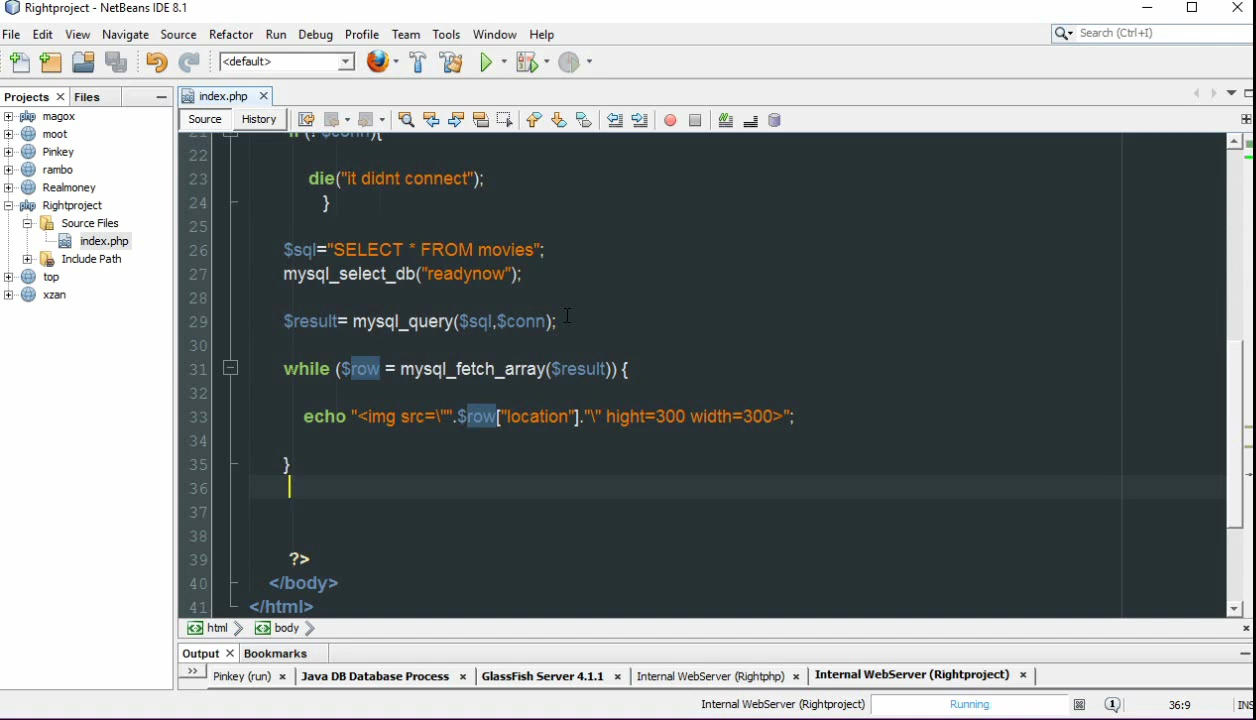 Rightproject - NetBeans IDE 8.1
File Edit View Navigate Source Refactor Run Debug Profile Team Tools Window Help
Search (Ctrl+I)
<default>
Projects Files
index.php
Source History
magox
moot
Pinkey
rambo
Realmoney
Rightproject
Source Files
index.php
Include Path
top
xzan
22
23 die("it didnt connect");
24 }
25
26 $sql="SELECT * FROM movies";
27 mysql_select_db("readynow");
28
29 $result= mysql_query($sql,$conn);
30
31 while ($row = mysql_fetch_array($result)) {
32
33 echo "<img src=\"".$row["location"]."\" hight=300 width=300>";
34
35 }
36
37
38
39 ?>
40 </body>
41 </html>
html body
Output Bookmarks
Pinkey (run) Java DB Database Process GlassFish Server 4.1.1 Internal WebServer (Rightphp) Internal WebServer (Rightproject)
Internal WebServer (Rightproject) Running 1 36:9 INS